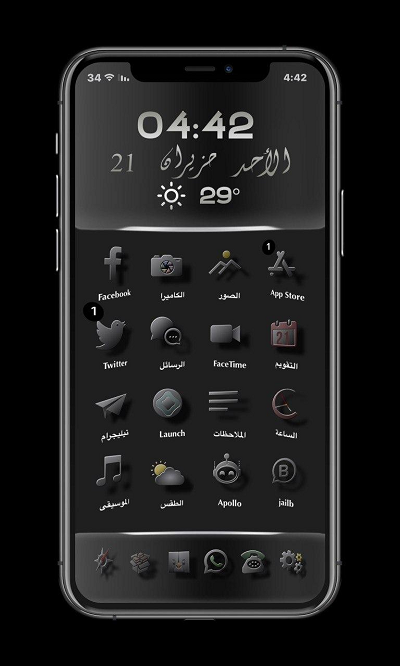 34 4:42
04:42
الأحد حزيران 21
29°
1
Facebook الكاميرا الصور App Store
1
21
Twitter الرسائل FaceTime التقويم
تيليجرام Launch الملاحظات الساعة
B
الموسيقى الطقس Apollo jailb